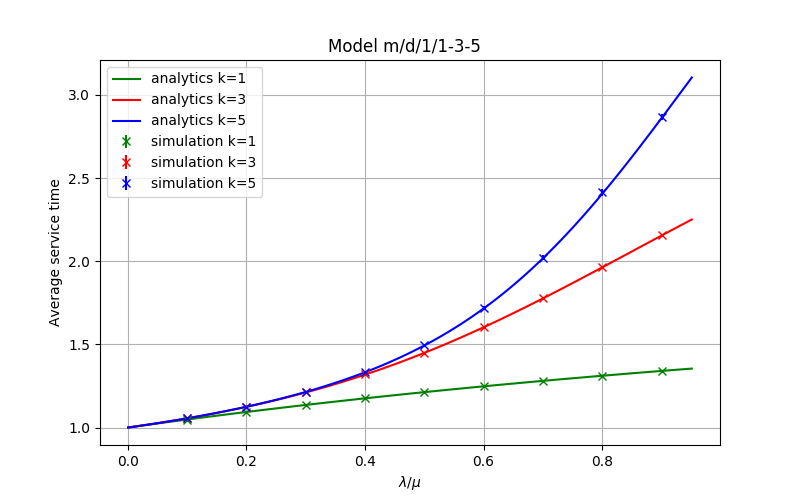 Model m/d/1/1-3-5
analytics k=1
analytics k=3
analytics k=5
simulation k=1
simulation k=3
simulation k=5
Average service time
3.0
2.5
2.0
1.5
1.0
0.0 0.2 0.4 0.6 0.8
λ/μ